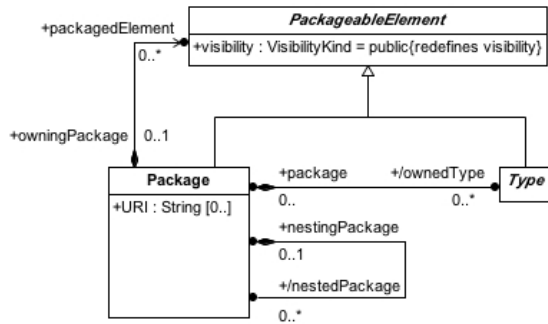 PackageableElement
+packagedElement
+visibility : VisibilityKind = public{redefines visibility}
0..*
+owningPackage
0..1
Package
+package
+/ownedType
Type
+URI : String [0..]
0..
0..*
+nestingPackage
0..1
+/nestedPackage
0..*